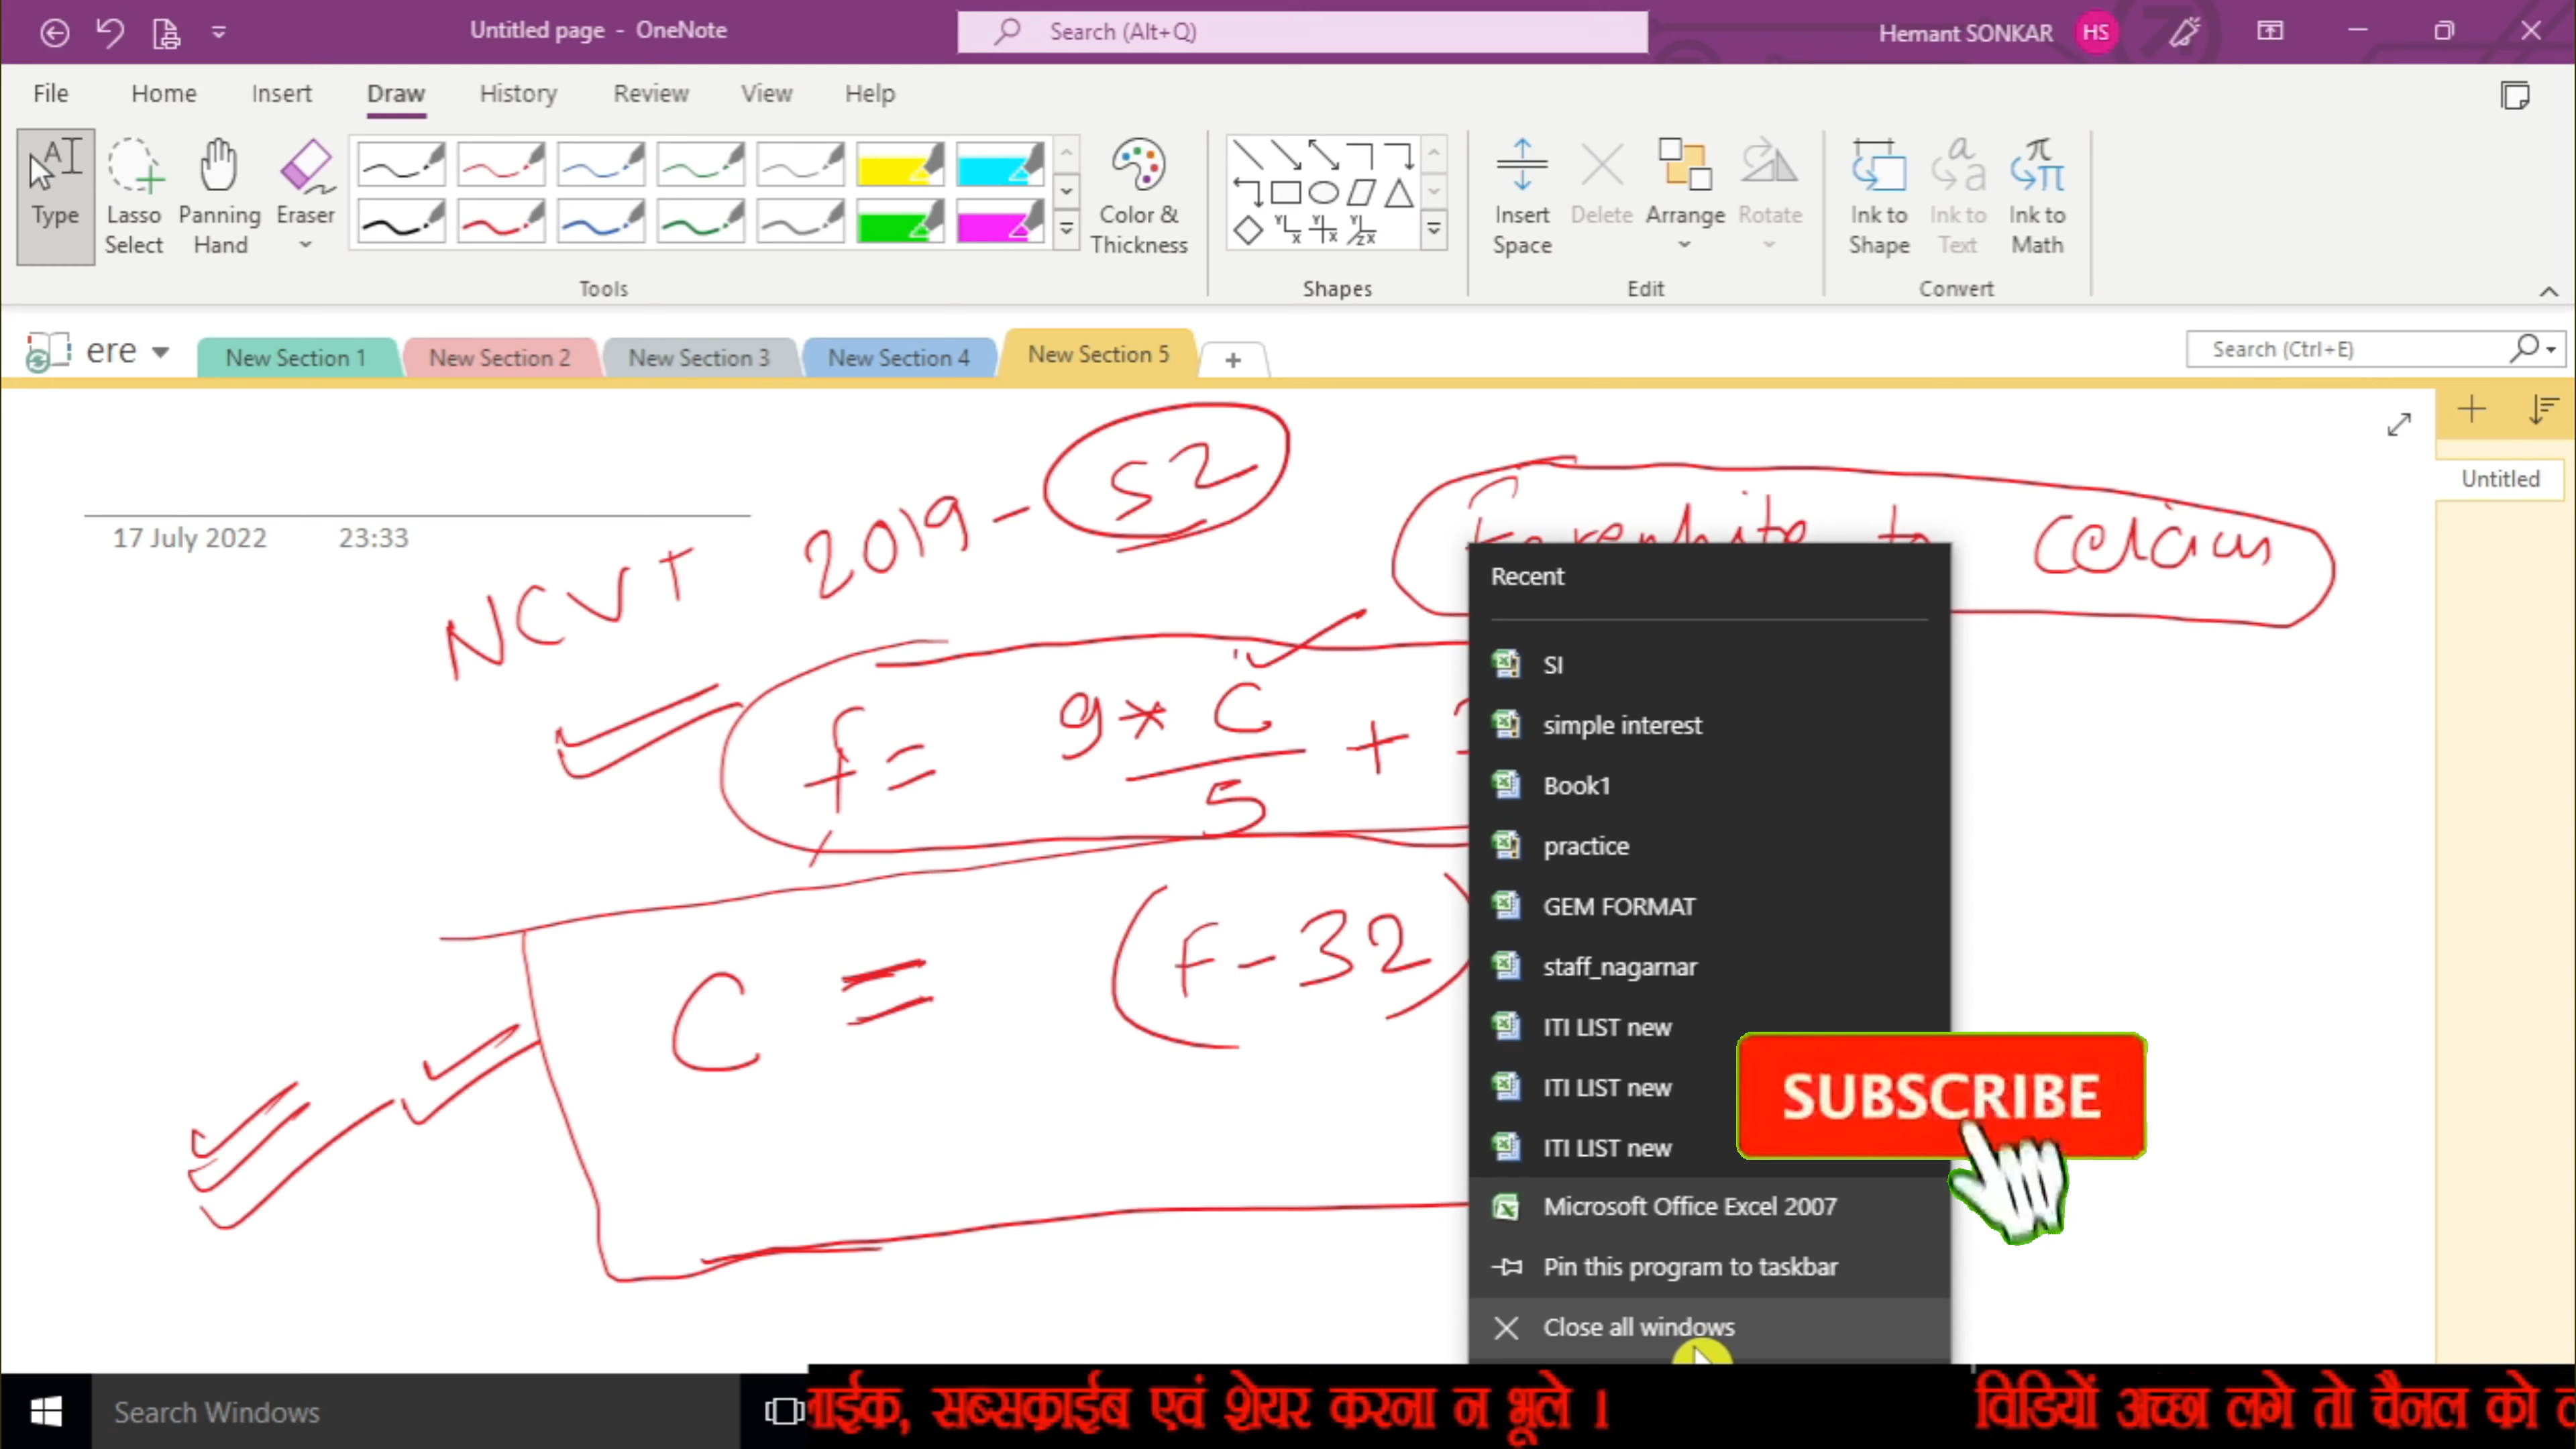 Untitled page - OneNote
Search (Alt+Q)
Hemant SONKAR
HS
File Home Insert Draw History Review View Help
Type
Lasso Select
Panning Hand
Eraser
Color & Thickness
Insert Space
Delete
Arrange
Rotate
Ink to Shape
Ink to Text
Ink to Math
Tools
Shapes
Edit
Convert
ere
New Section 1
New Section 2
New Section 3
New Section 4
New Section 5
Search (Ctrl+E)
Untitled
17 July 2022 23:33
NCVT 2019 - S2
to celcius
f = 9 * C / 5 +
C = (f - 32)
Recent
SI
simple interest
Book1
practice
GEM FORMAT
staff_nagarnar
ITI LIST new
ITI LIST new
ITI LIST new
Microsoft Office Excel 2007
Pin this program to taskbar
Close all windows
SUBSCRIBE
Search Windows
सब्सक्राईब एवं शेयर करना न भूले ।
विडियों अच्छा लगे तो चैनल को